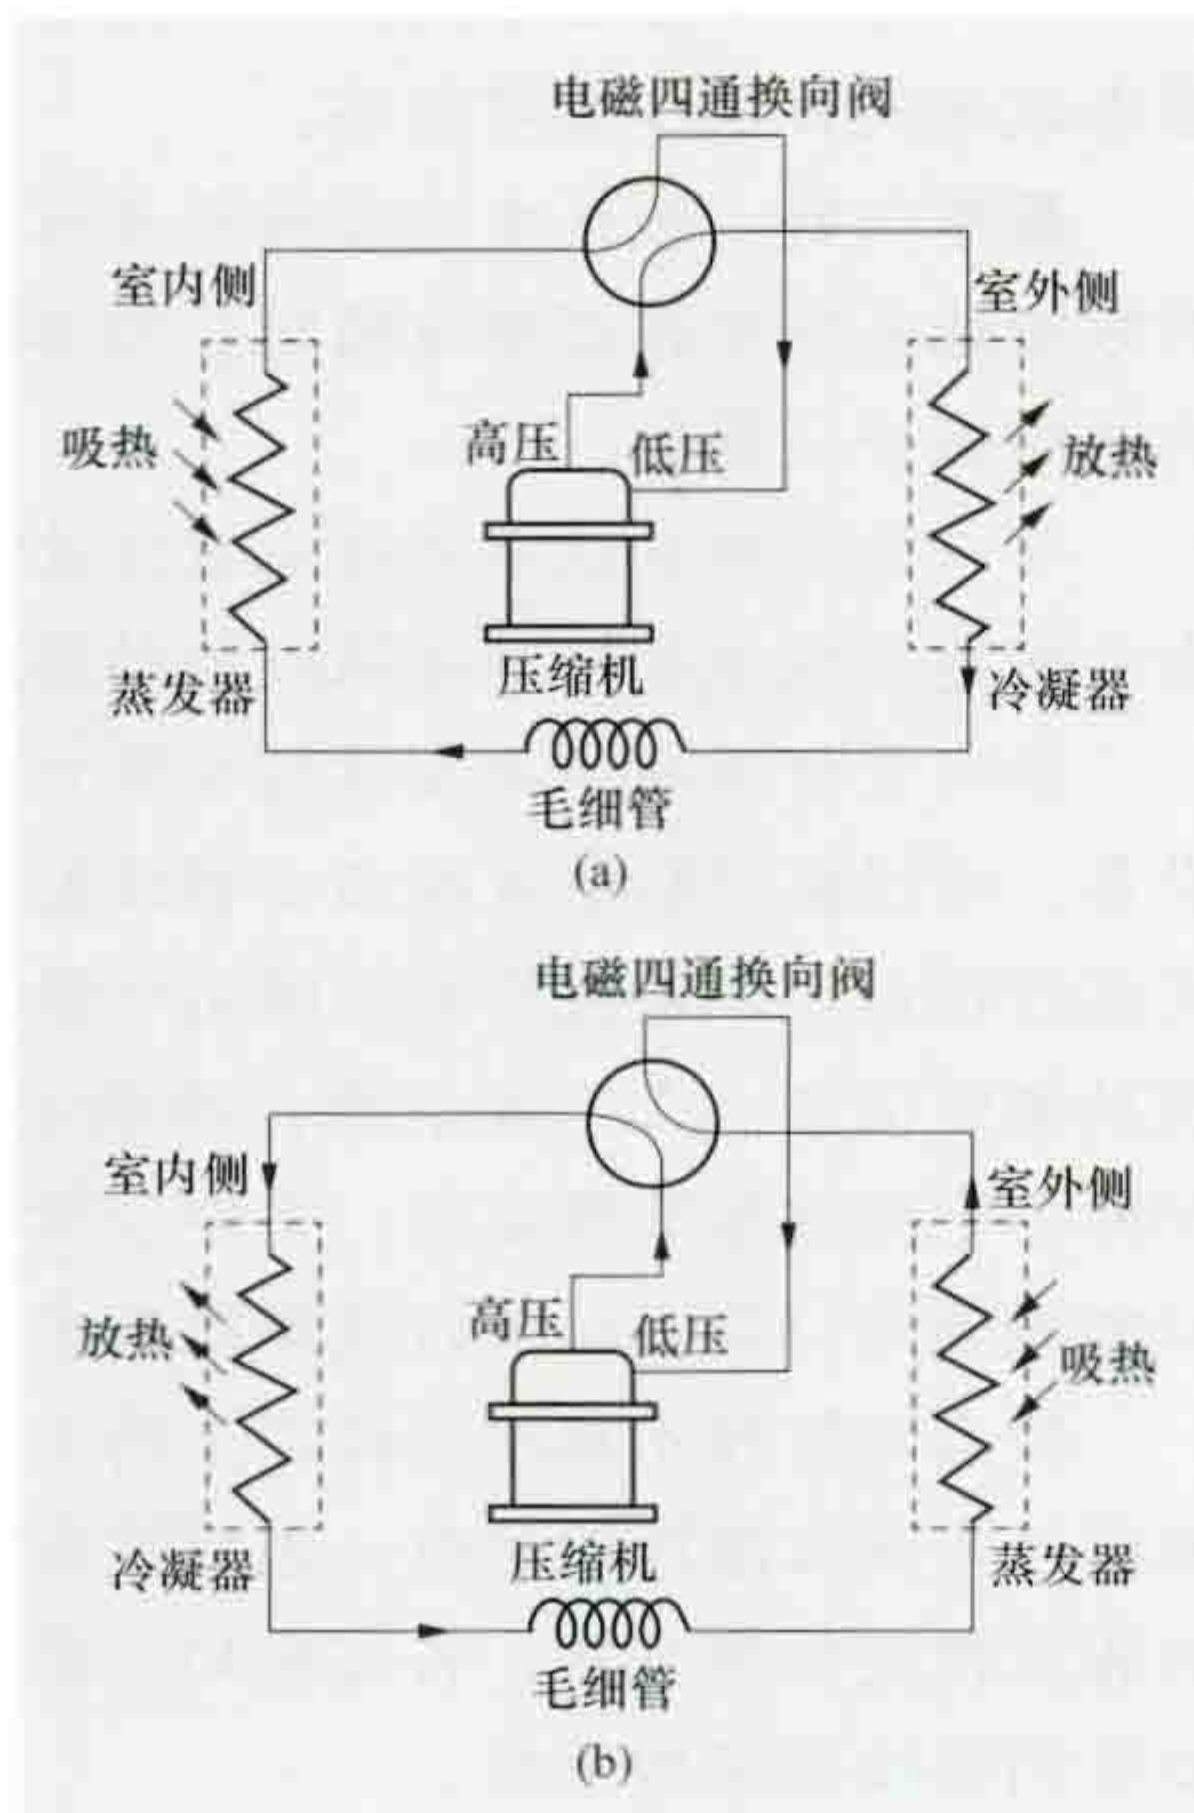 电磁四通换向阀
室内侧
室外侧
吸热
高压
低压
放热
蒸发器
压缩机
冷凝器
毛细管
(a)
电磁四通换向阀
室内侧
室外侧
放热
高压
低压
吸热
冷凝器
压缩机
蒸发器
毛细管
(b)